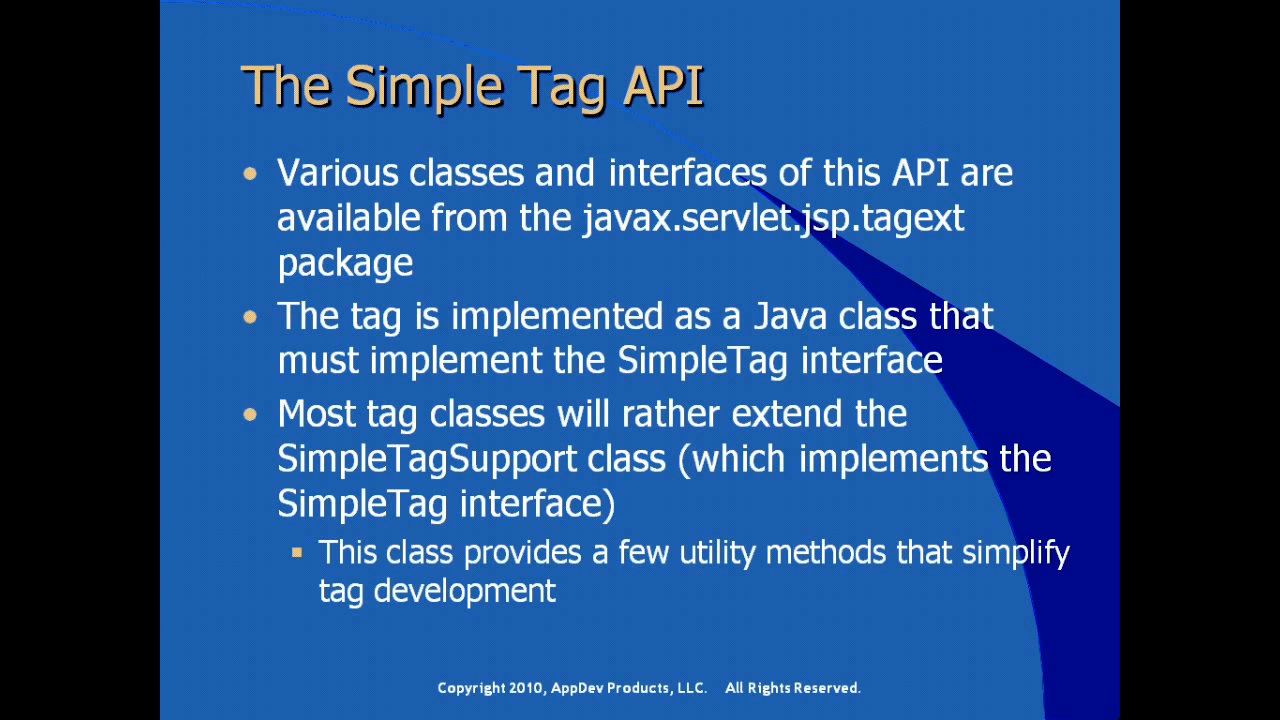 The Simple Tag API
• Various classes and interfaces of this API are
available from the javax.servlet.jsp.tagext
package
• The tag is implemented as a Java class that
must implement the SimpleTag interface
• Most tag classes will rather extend the
SimpleTagSupport class (which implements the
SimpleTag interface)
▪ This class provides a few utility methods that simplify
tag development
Copyright 2010, AppDev Products, LLC. All Rights Reserved.